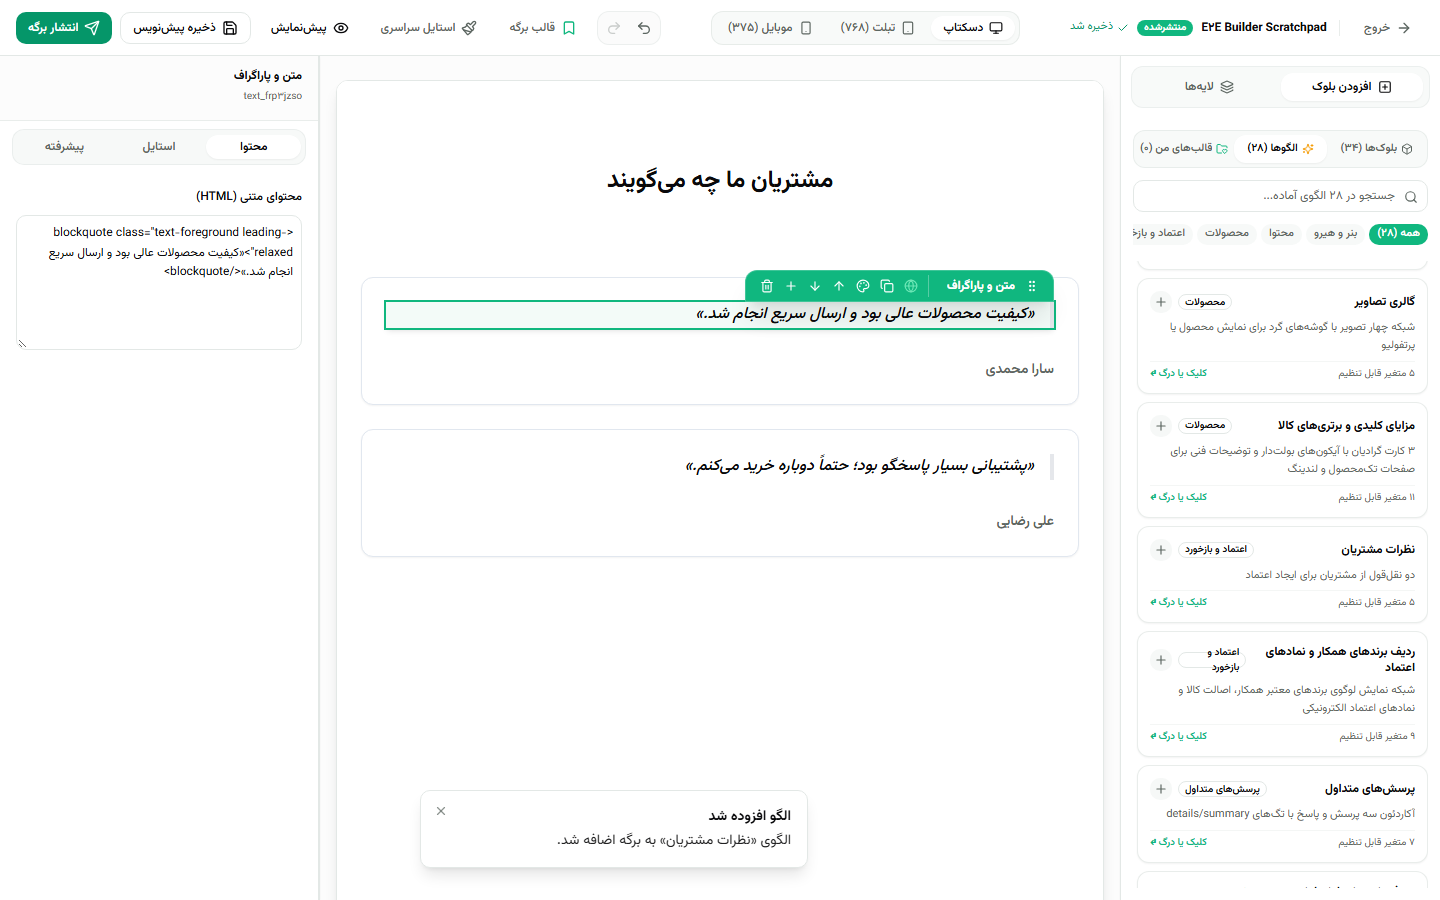 خروج
E2E Builder Scratchpad
منتشرشده
ذخیره شد
دسکتاپ
تبلت (۷۶۸)
موبایل (۳۷۵)
قالب برگه
استایل سراسری
پیش‌نمایش
ذخیره پیش‌نویس
انتشار برگه
افزودن بلوک
لایه‌ها
بلوک‌ها (۳۴)
الگوها (۲۸)
قالب‌های من (۰)
جستجو در ۲۸ الگوی آماده...
همه (۲۸)
بنر و هیرو
محتوا
محصولات
اعتماد و بازخ
گالری تصاویر
محصولات
شبکه چهار تصویر با گوشه‌های گرد برای نمایش محصول یا
پرتفولیو
۵ متغیر قابل تنظیم
کلیک یا درگ
مزایای کلیدی و برتری‌های کالا
محصولات
۳ کارت گرادیان با آیکون‌های بولت‌دار و توضیحات فنی برای
صفحات تک‌محصول و لندینگ
۱۱ متغیر قابل تنظیم
کلیک یا درگ
نظرات مشتریان
اعتماد و بازخورد
دو نقل‌قول از مشتریان برای ایجاد اعتماد
۵ متغیر قابل تنظیم
کلیک یا درگ
ردیف برندهای همکار و نمادهای
اعتماد
اعتماد و
بازخورد
شبکه نمایش لوگوی برندهای معتبر همکار، اصالت کالا و
نمادهای اعتماد الکترونیکی
۹ متغیر قابل تنظیم
کلیک یا درگ
پرسش‌های متداول
پرسش‌های متداول
آکاردئون سه پرسش و پاسخ با تگ‌های details/summary
۷ متغیر قابل تنظیم
کلیک یا درگ
مشتریان ما چه می‌گویند
متن و پاراگراف
«کیفیت محصولات عالی بود و ارسال سریع انجام شد.»
سارا محمدی
«پشتیبانی بسیار پاسخگو بود؛ حتماً دوباره خرید می‌کنم.»
علی رضایی
الگو افزوده شد
الگوی «نظرات مشتریان» به برگه اضافه شد.
متن و پاراگراف
text_frp۳jzso
محتوا
استایل
پیشرفته
محتوای متنی (HTML)
<blockquote class="text-foreground leading-
relaxed">«کیفیت محصولات عالی بود و ارسال سریع
انجام شد.»</blockquote>